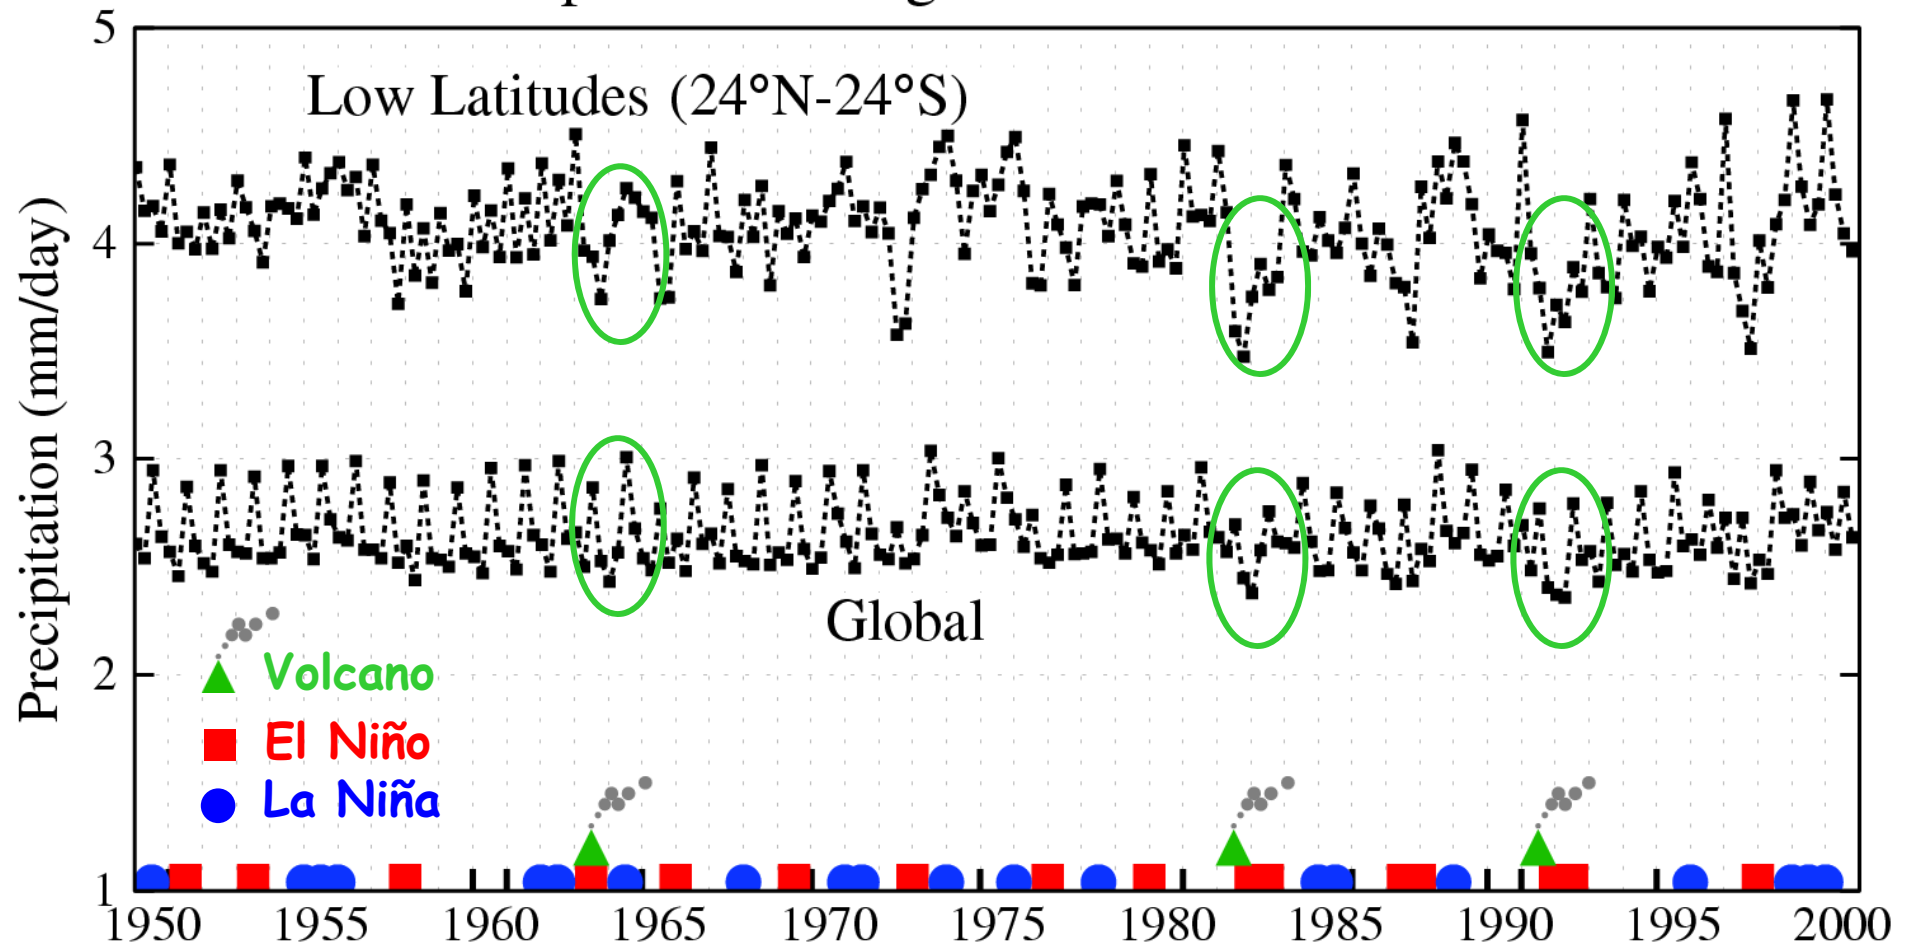 5
Low Latitudes (24°N-24°S)
4
3
Global
2
Volcano
El Niño
La Niña
1
1950 1955 1960 1965 1970 1975 1980 1985 1990 1995 2000
Precipitation (mm/day)